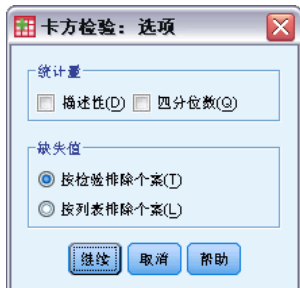 卡方检验：选项
统计量
描述性(D) 四分位数(Q)
缺失值
按检验排除个案(T)
按列表排除个案(L)
继续 取消 帮助